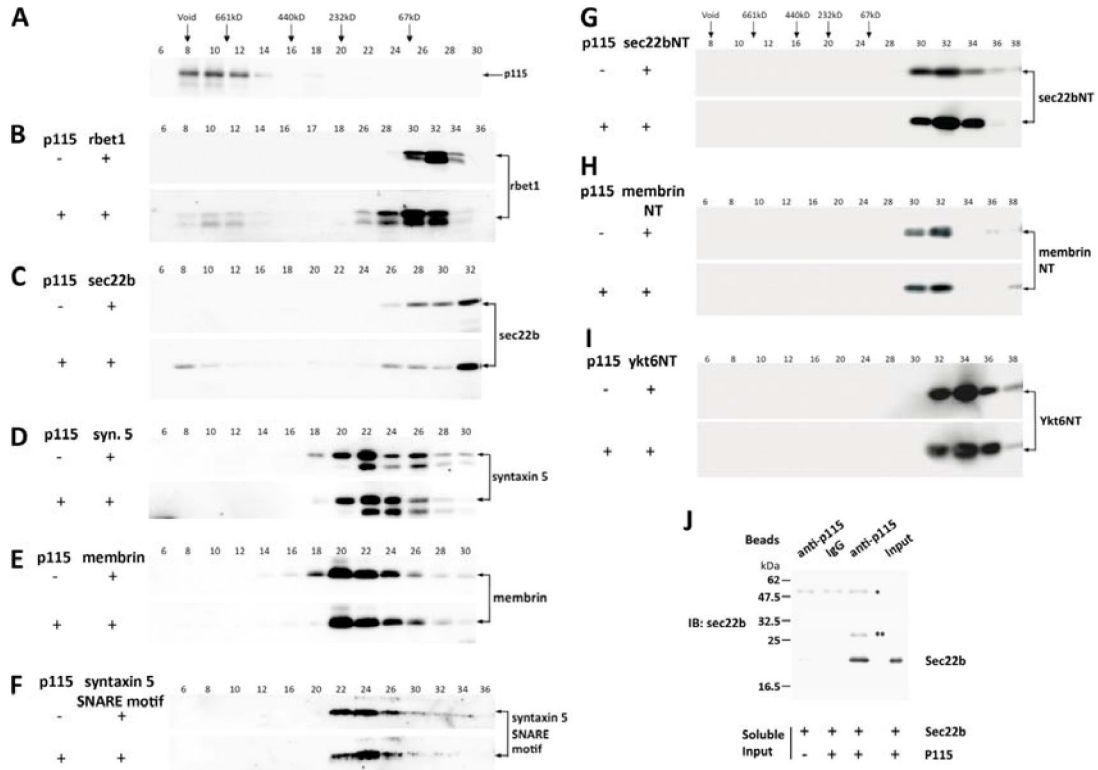 A
Void 661kD 440kD 232kD 67kD
6 8 10 12 14 16 18 20 22 24 26 28 30
p115
B
p115 rbet1
6 8 10 12 14 16 17 18 22 26 28 30 32 34 36
- +
+ +
rbet1
C
p115 sec22b
6 8 10 12 14 16 18 20 22 24 26 28 30 32
- +
+ +
sec22b
D
p115 syn. 5
6 8 10 12 14 16 18 20 22 24 26 28 30
- +
+ +
syntaxin 5
E
p115 membrin
6 8 10 12 14 16 18 20 22 24 26 28 30
- +
+ +
membrin
F
p115 syntaxin 5
SNARE motif
6 8 10 12 16 18 20 22 24 26 30 32 34 36
- +
+ +
syntaxin 5
SNARE
motif
G
Void 661kD 440kD 232kD 67kD
p115 sec22bNT
8 10 12 16 20 24 28 30 32 34 36 38
- +
+ +
sec22bNT
H
p115 membrin
NT
6 8 10 12 16 20 24 28 30 32 34 36 38
- +
+ +
membrin
NT
I
p115 ykt6NT
6 8 10 12 16 20 24 28 30 32 34 36 38
- +
+ +
Ykt6NT
J
Beads anti-p115 IgG anti-p115 Input
kDa
62
47.5
*
32.5
IB: sec22b
25
**
Sec22b
16.5
Soluble Input
+ + + + Sec22b
- + + + P115